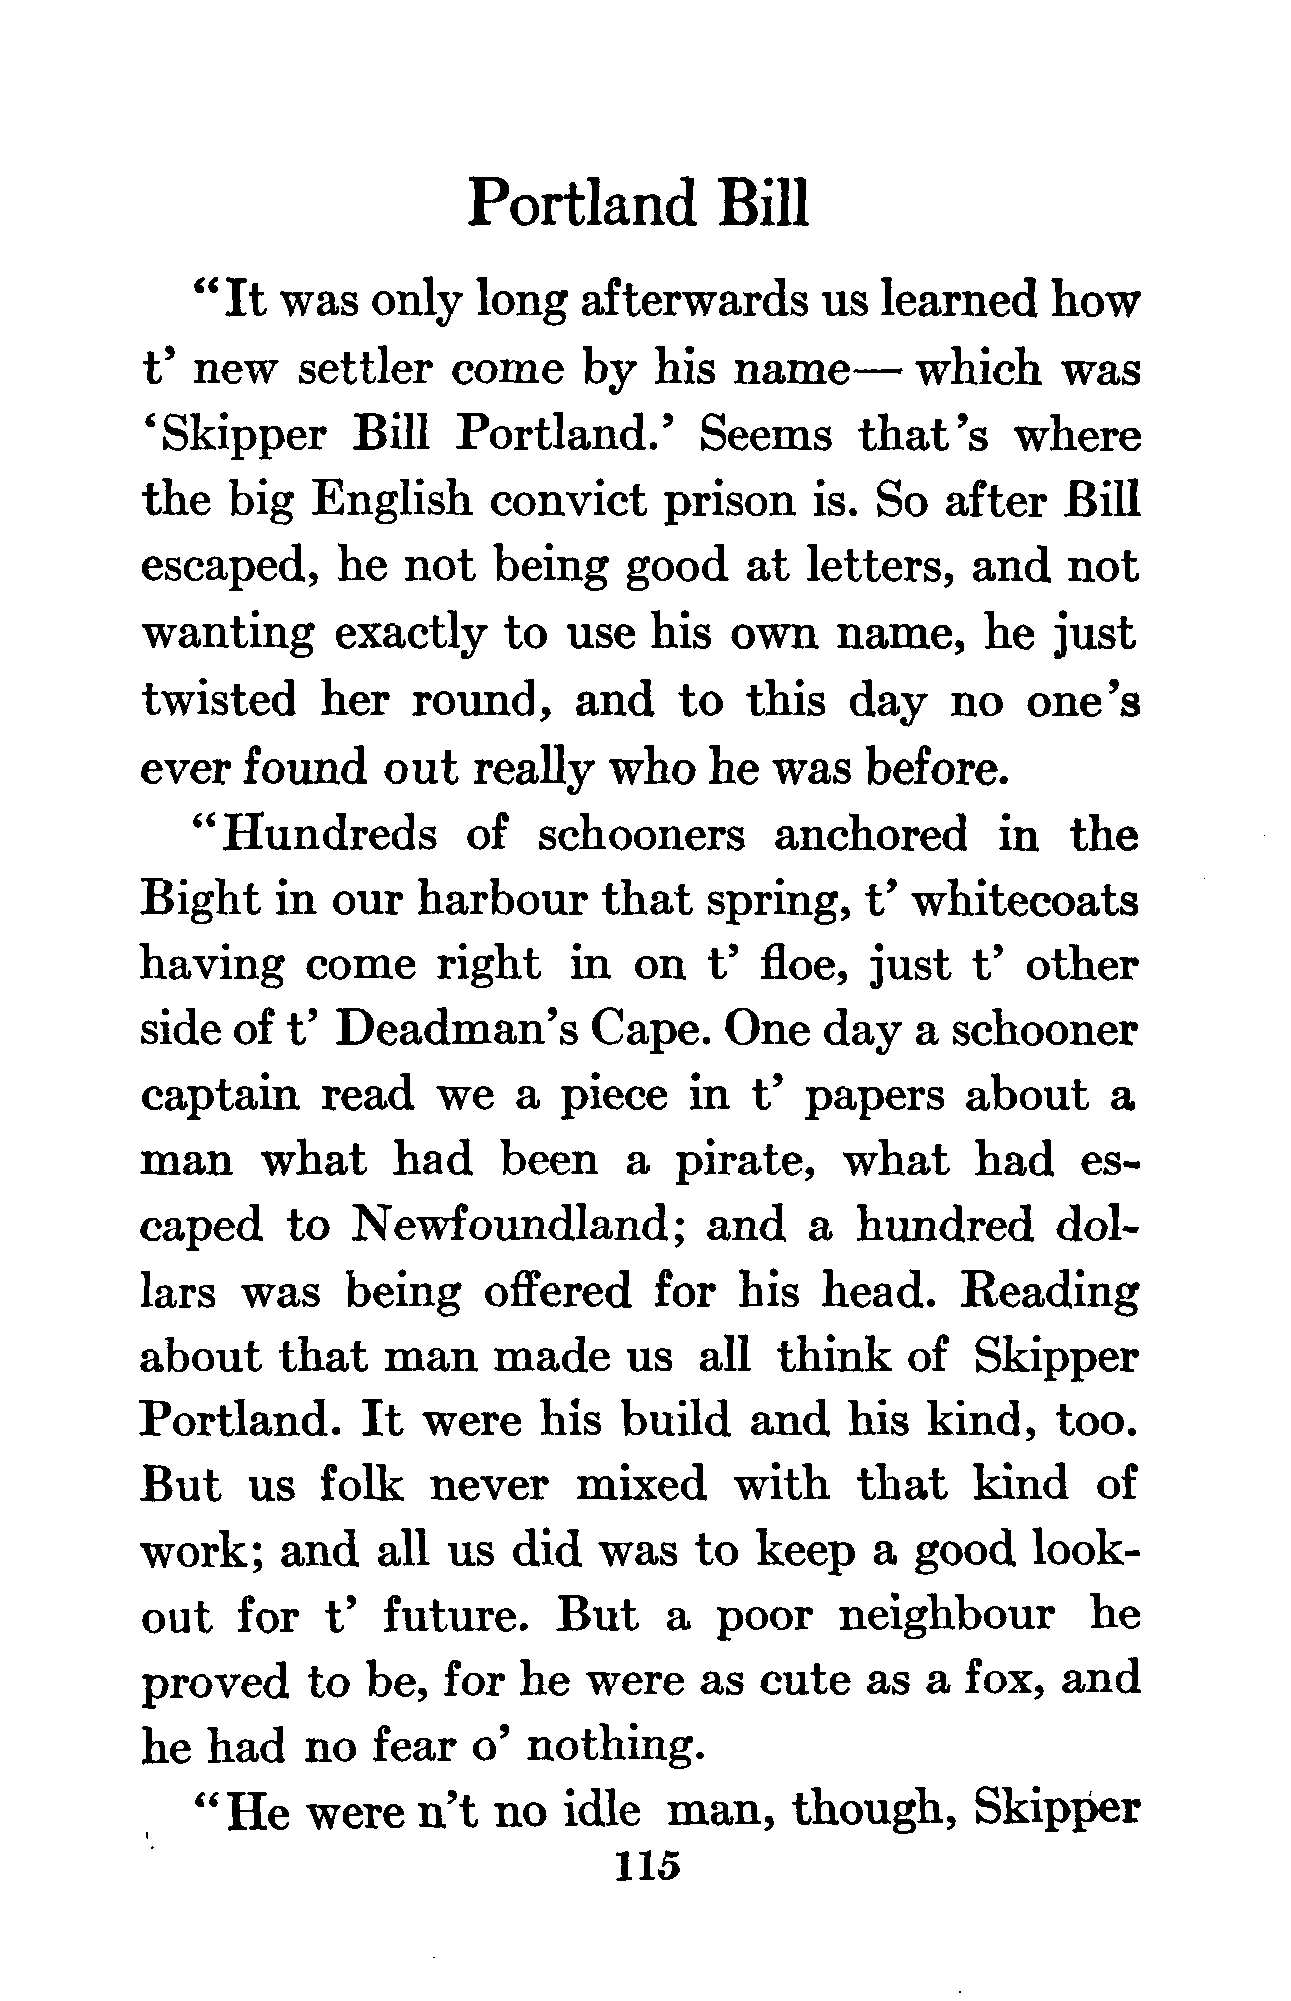 Portland Bill
“It was only long afterwards us learned how
t’ new settler come by his name— which was
‘Skipper Bill Portland.’ Seems that’s where
the big English convict prison is. So after Bill
escaped, he not being good at letters, and not
wanting exactly to use his own name, he just
twisted her round, and to this day no one’s
ever found out really who he was before.
“Hundreds of schooners anchored in the
Bight in our harbour that spring, t’ whitecoats
having come right in on t’ floe, just t’ other
side of t’ Deadman’s Cape. One day a schooner
captain read we a piece in t’ papers about a
man what had been a pirate, what had es-
caped to Newfoundland; and a hundred dol-
lars was being offered for his head. Reading
about that man made us all think of Skipper
Portland. It were his build and his kind, too.
But us folk never mixed with that kind of
work; and all us did was to keep a good look-
out for t’ future. But a poor neighbour he
proved to be, for he were as cute as a fox, and
he had no fear o’ nothing.
“He were n’t no idle man, though, Skipper
115